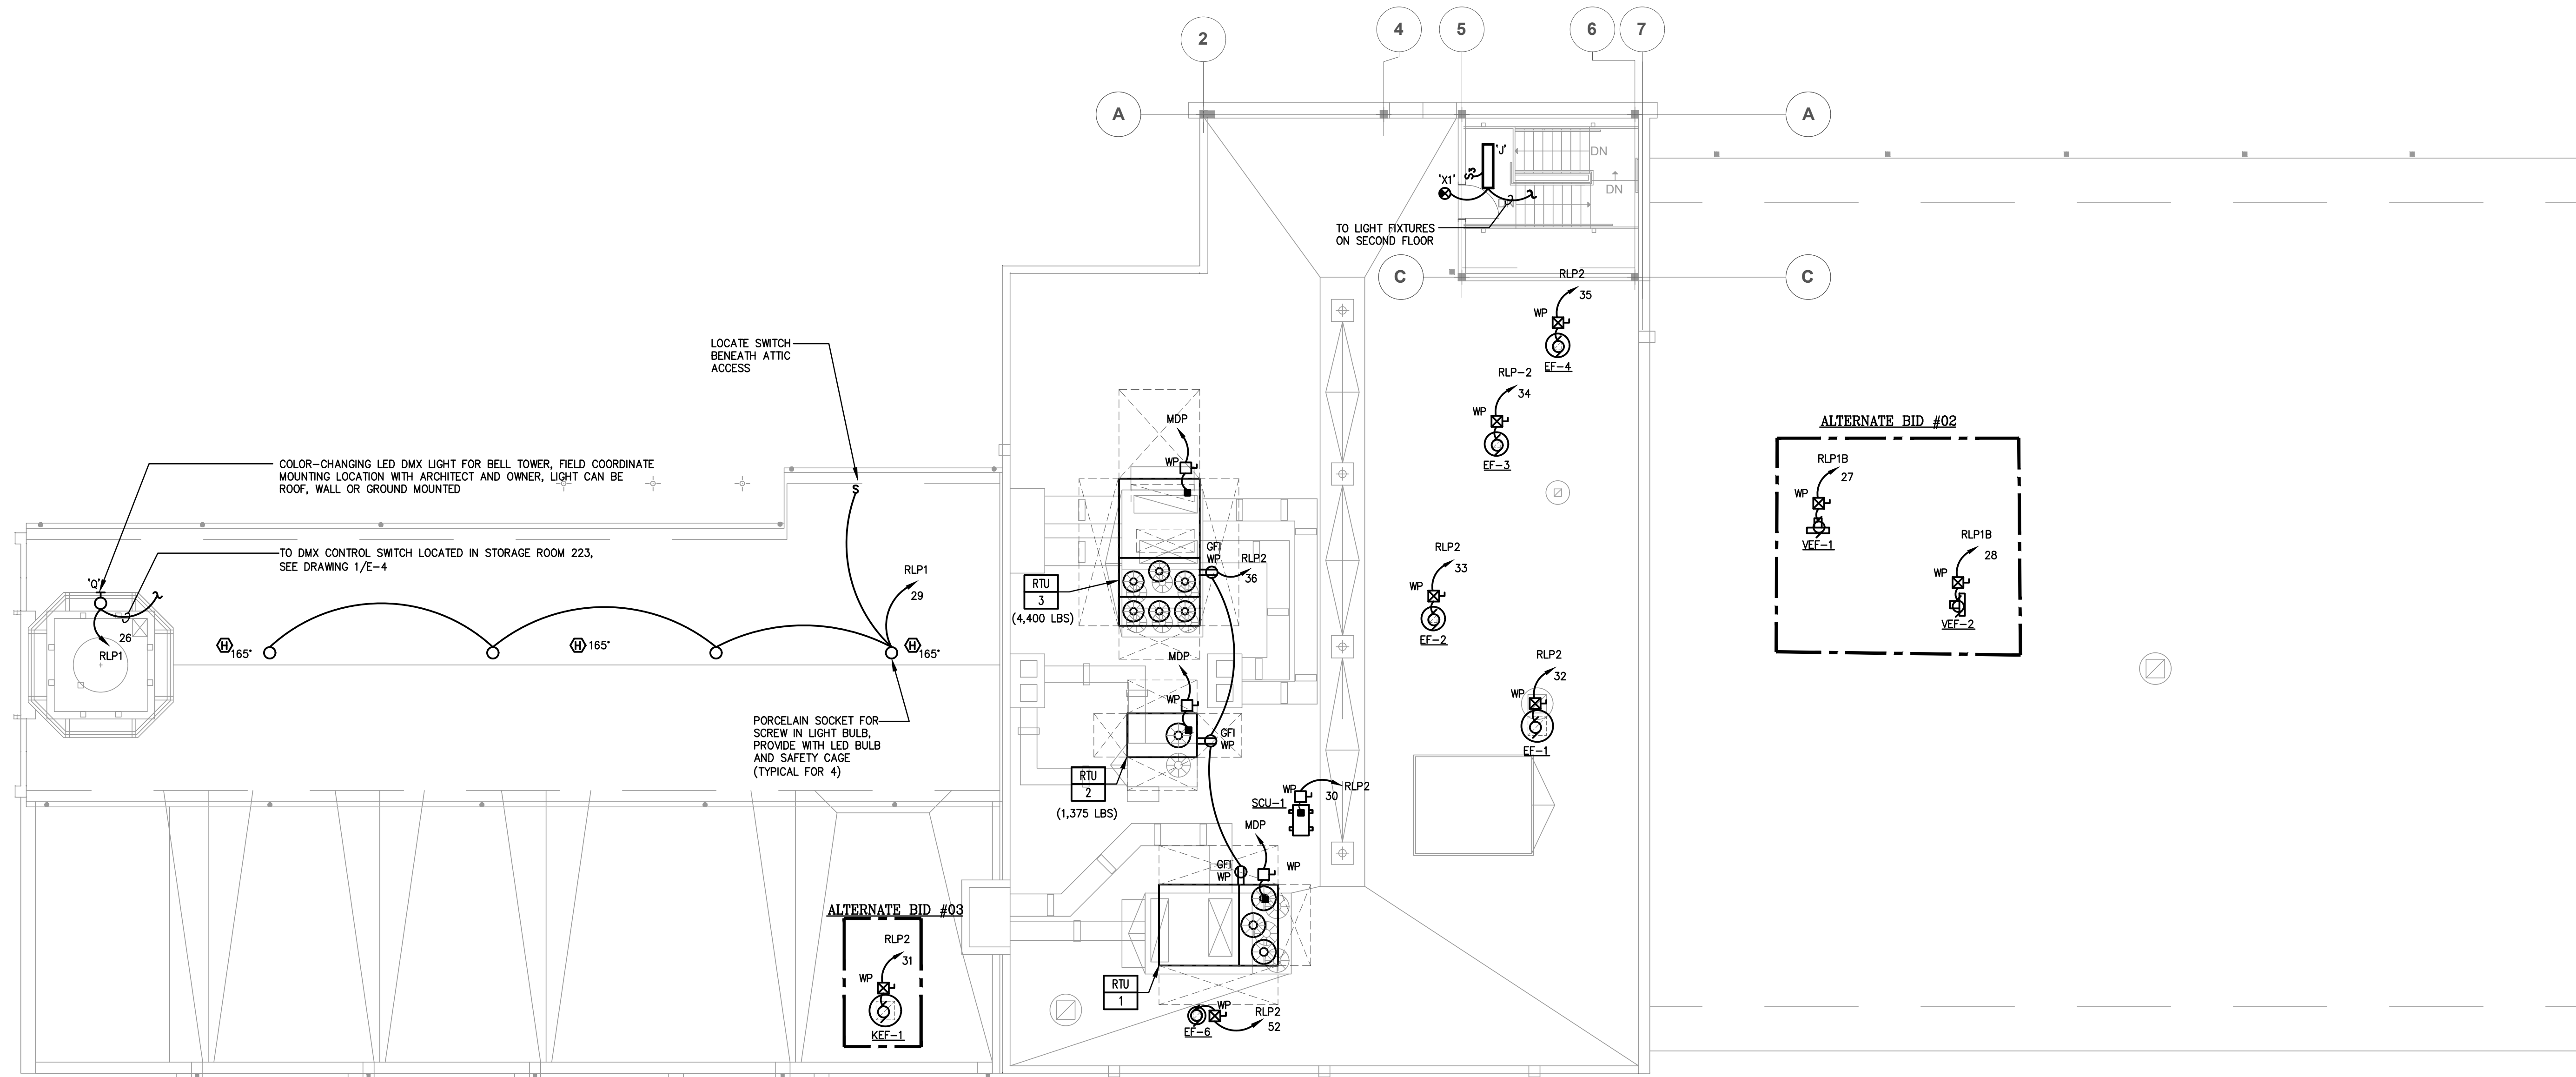 2
4
5
6
7
A
A
'J'
DN
S3
'X1'
DN
DN
TO LIGHT FIXTURES
ON SECOND FLOOR
C
C
RLP2
35
WP
EF-4
LOCATE SWITCH
BENEATH ATTIC
ACCESS
RLP-2
34
WP
EF-3
MDP
WP
ALTERNATE BID #02
RLP1B
27
WP
VEF-1
RLP1B
28
WP
VEF-2
COLOR-CHANGING LED DMX LIGHT FOR BELL TOWER, FIELD COORDINATE
MOUNTING LOCATION WITH ARCHITECT AND OWNER, LIGHT CAN BE
ROOF, WALL OR GROUND MOUNTED
S
TO DMX CONTROL SWITCH LOCATED IN STORAGE ROOM 223,
SEE DRAWING 1/E-4
'Q'
26
RLP1
RLP1
29
H
165°
H
165°
H
165°
GFI
WP
RLP2
36
RTU
3
(4,400 LBS)
RLP2
33
WP
EF-2
MDP
WP
RLP2
32
WP
EF-1
PORCELAIN SOCKET FOR
SCREW IN LIGHT BULB,
PROVIDE WITH LED BULB
AND SAFETY CAGE
(TYPICAL FOR 4)
GFI
WP
RTU
2
(1,375 LBS)
WP
RLP2
30
SCU-1
MDP
GFI
WP
WP
ALTERNATE BID #03
RLP2
31
WP
KEF-1
RTU
1
WP
RLP2
52
EF-6